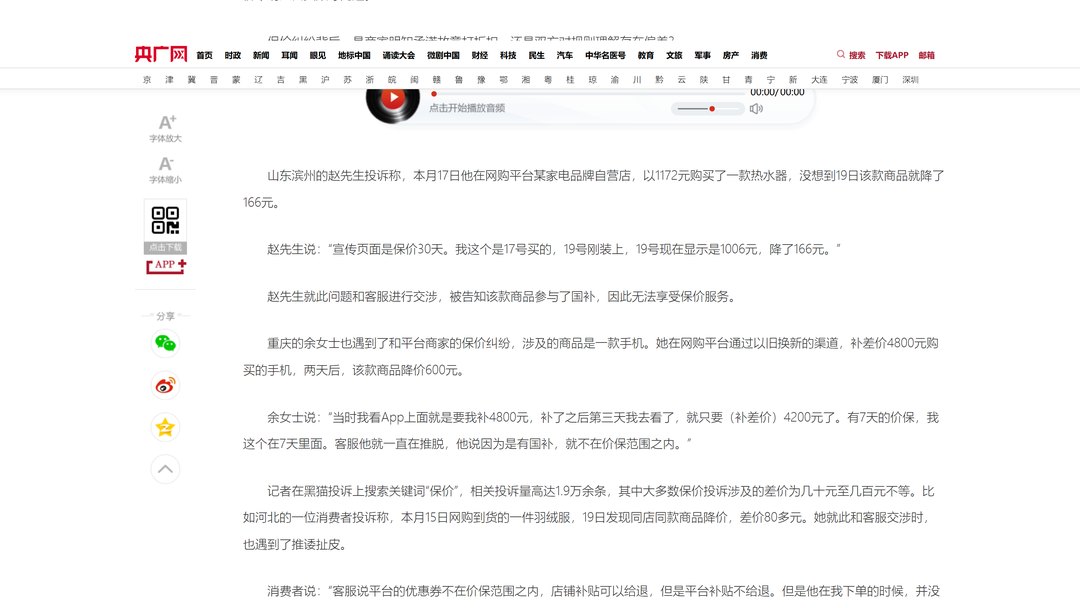 央广网 首页 时政 新闻 耳闻 眼见 地标中国 诵读大会 微剧中国 财经 科技 民生 汽车 中华名医号 教育 文旅 军事 房产 消费 搜索 下载APP 邮箱
京 津 冀 晋 蒙 辽 吉 黑 沪 苏 浙 皖 闽 赣 鲁 豫 鄂 湘 粤 桂 琼 渝 川 黔 云 陕 甘 青 宁 新 大连 宁波 厦门 深圳
00:00/00:00
点击开始播放音频
A+
字体放大
A-
字体缩小
点击下载
APP
分享
山东滨州的赵先生投诉称，本月17日他在网购平台某家电品牌自营店，以1172元购买了一款热水器，没想到19日该款商品就降了
166元。
赵先生说：“宣传页面是保价30天。我这个是17号买的，19号刚装上，19号现在显示是1006元，降了166元。”
赵先生就此问题和客服进行交涉，被告知该款商品参与了国补，因此无法享受保价服务。
重庆的余女士也遇到了和平台商家的保价纠纷，涉及的商品是一款手机。她在网购平台通过以旧换新的渠道，补差价4800元购
买的手机，两天后，该款商品降价600元。
余女士说：“当时我看App上面就是要我补4800元，补了之后第三天我去看了，就只要（补差价）4200元了。有7天的价保，我
这个在7天里面。客服他就一直在推脱，他说因为是有国补，就不在价保范围之内。”
记者在黑猫投诉上搜索关键词“保价”，相关投诉量高达1.9万余条，其中大多数保价投诉涉及的差价为几十元至几百元不等。比
如河北的一位消费者投诉称，本月15日网购到货的一件羽绒服，19日发现同店同款商品降价，差价80多元。她就此和客服交涉时，
也遇到了推诿扯皮。
消费者说：“客服说平台的优惠券不在价保范围之内，店铺补贴可以给退，但是平台补贴不给退。但是他在我下单的时候，并没